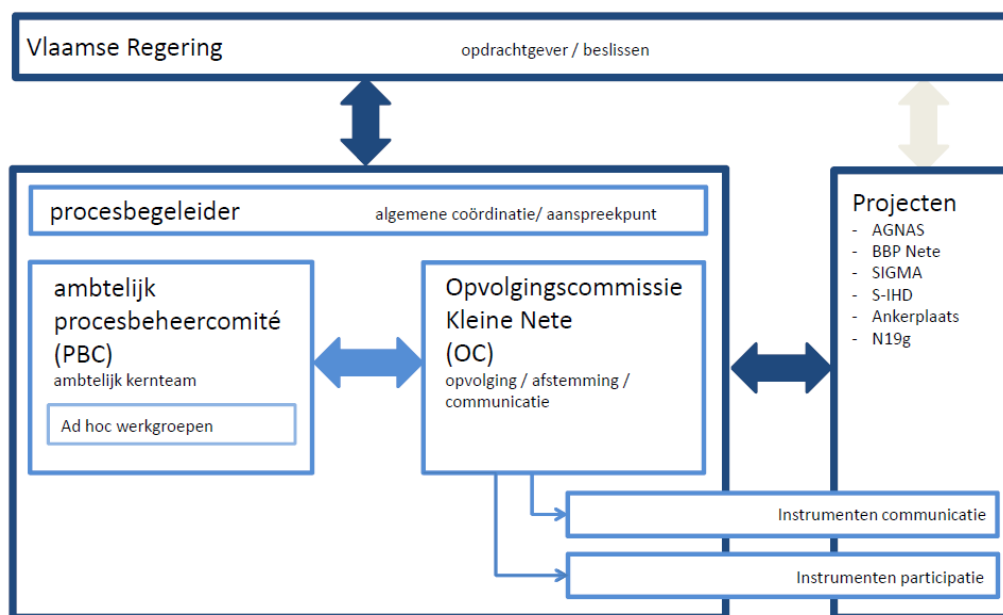 Vlaamse Regering
opdrachtgever / beslissen
procesbegeleider
algemene coördinatie/ aanspreekpunt
ambtelijk
procesbeheercomité
(PBC)
ambtelijk kernteam
Ad hoc werkgroepen
Opvolgingscommissie
Kleine Nete
(OC)
opvolging / afstemming /
communicatie
Projecten
- AGNAS
- BBP Nete
- SIGMA
- S-IHD
- Ankerplaats
- N19g
Instrumenten communicatie
Instrumenten participatie